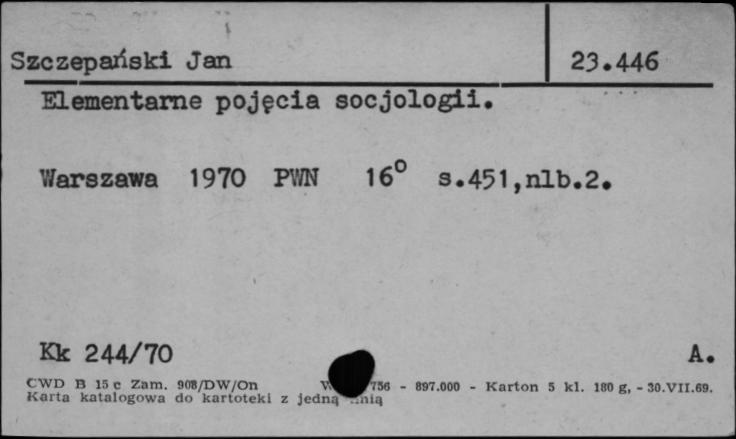 Szczepański Jan 23.446
Elementarne pojęcia socjologii.
Warszawa 1970 PWN 16° s.451,nlb.2.
Kk 244/70 A.
CWD B 15 c Zam. 908/DW/On 756 - 897.000 - Karton 5 kl. 180 g, - 30.VII.69.
Karta katalogowa do kartoteki z jedną